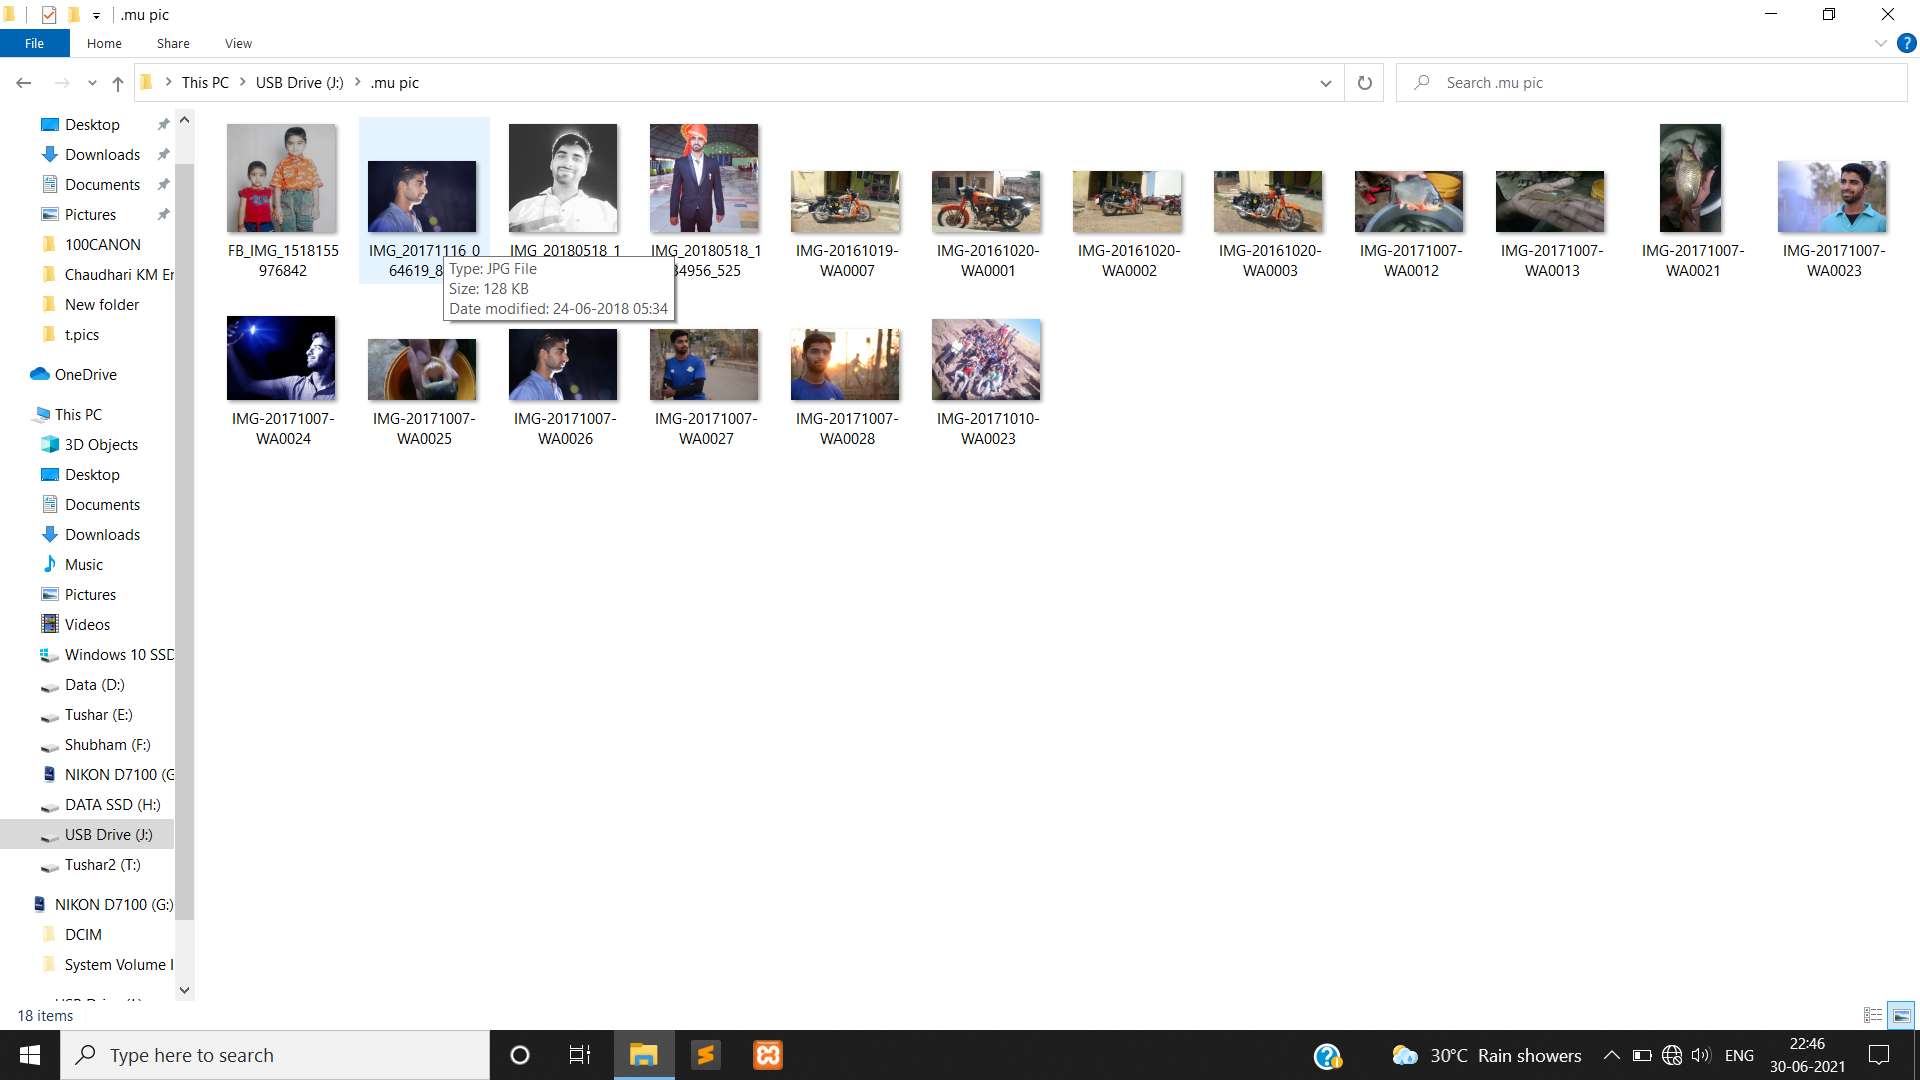 .mu pic
File Home Share View
This PC > USB Drive (J:) > .mu pic
Search .mu pic
Desktop
Downloads
Documents
Pictures
100CANON
Chaudhari KM Er
New folder
t.pics
OneDrive
This PC
3D Objects
Desktop
Documents
Downloads
Music
Pictures
Videos
Windows 10 SSD
Data (D:)
Tushar (E:)
Shubham (F:)
NIKON D7100 (G
DATA SSD (H:)
USB Drive (J:)
Tushar2 (T:)
NIKON D7100 (G:)
DCIM
System Volume I
FB_IMG_1518155
976842
IMG_20171116_0
64619_8
IMG_20180518_1
IMG_20180518_1
34956_525
IMG-20161019-
WA0007
IMG-20161020-
WA0001
IMG-20161020-
WA0002
IMG-20161020-
WA0003
IMG-20171007-
WA0012
IMG-20171007-
WA0013
IMG-20171007-
WA0021
IMG-20171007-
WA0023
Type: JPG File
Size: 128 KB
Date modified: 24-06-2018 05:34
IMG-20171007-
WA0024
IMG-20171007-
WA0025
IMG-20171007-
WA0026
IMG-20171007-
WA0027
IMG-20171007-
WA0028
IMG-20171010-
WA0023
18 items
Type here to search
30°C Rain showers
ENG
22:46
30-06-2021